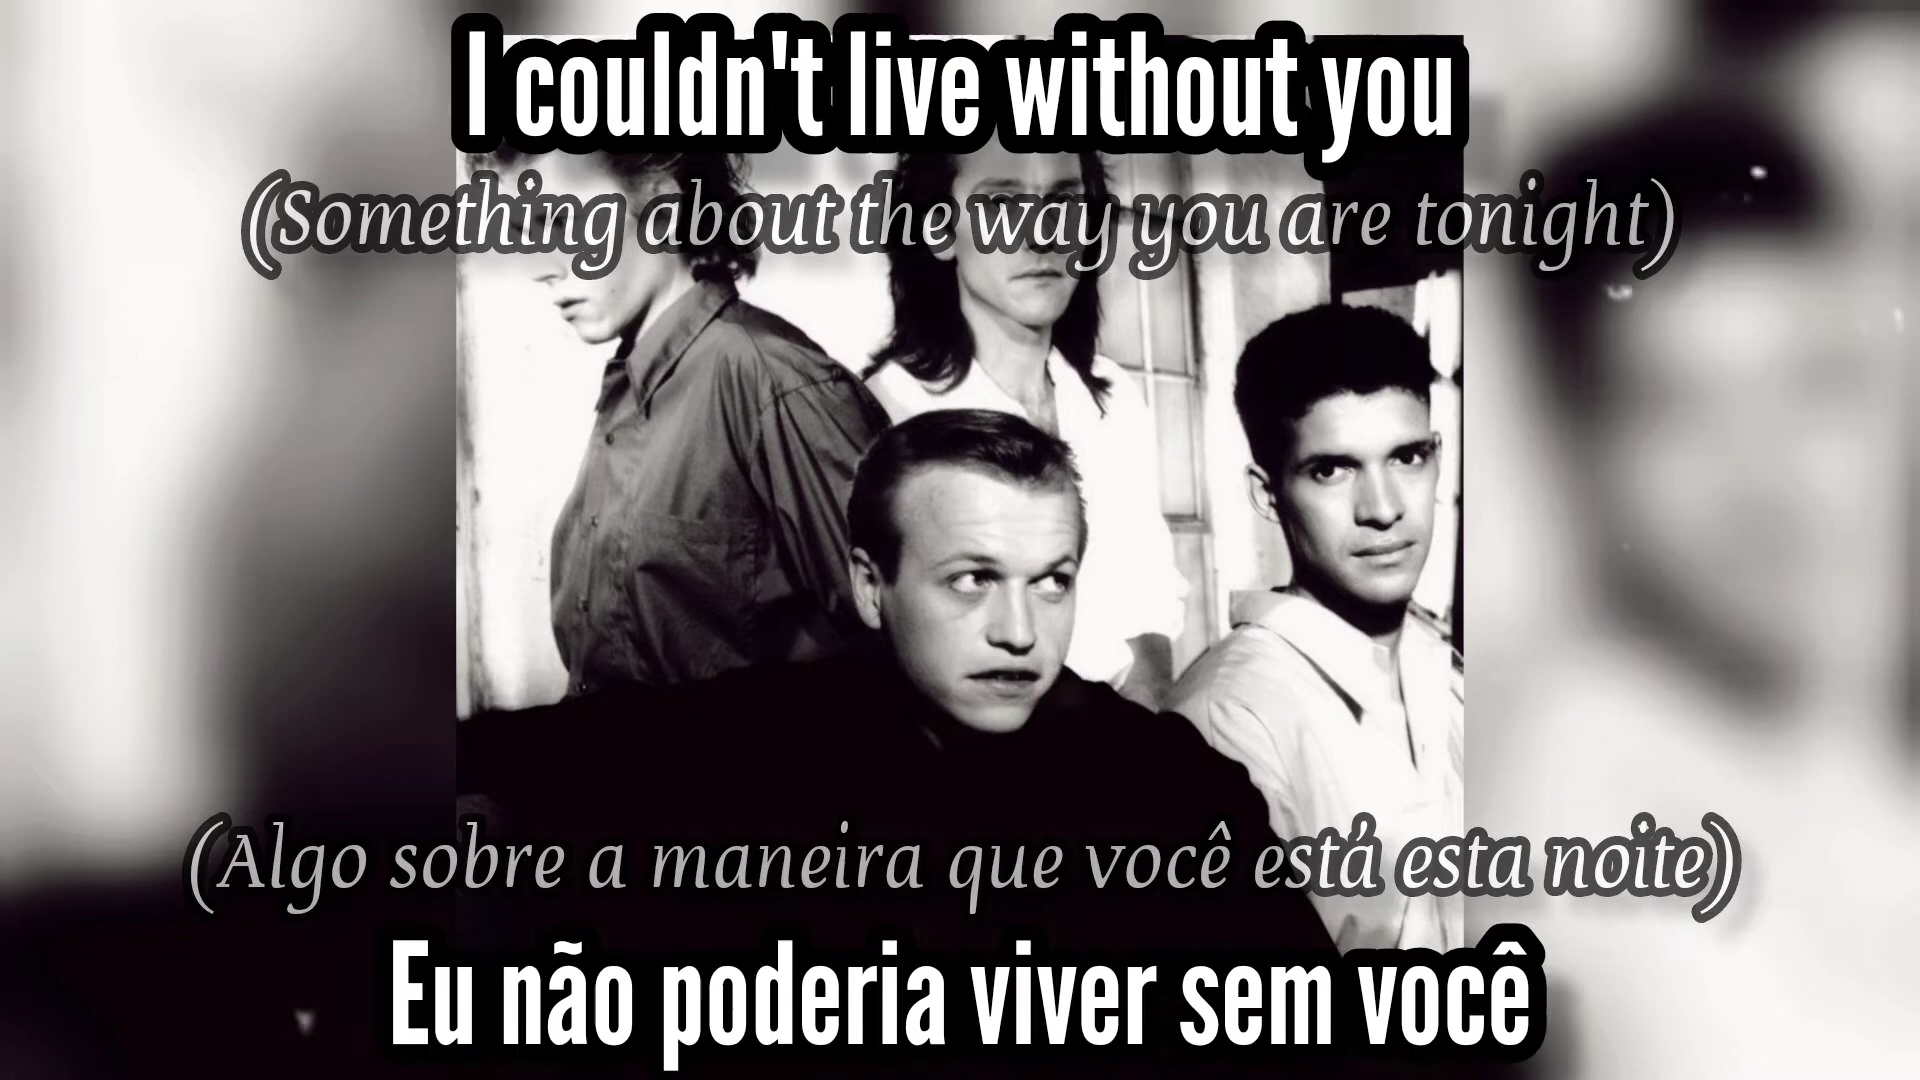 I couldn't live without you
(Something about the way you are tonight)
(Algo sobre a maneira que você está esta noite)
Eu não poderia viver sem você